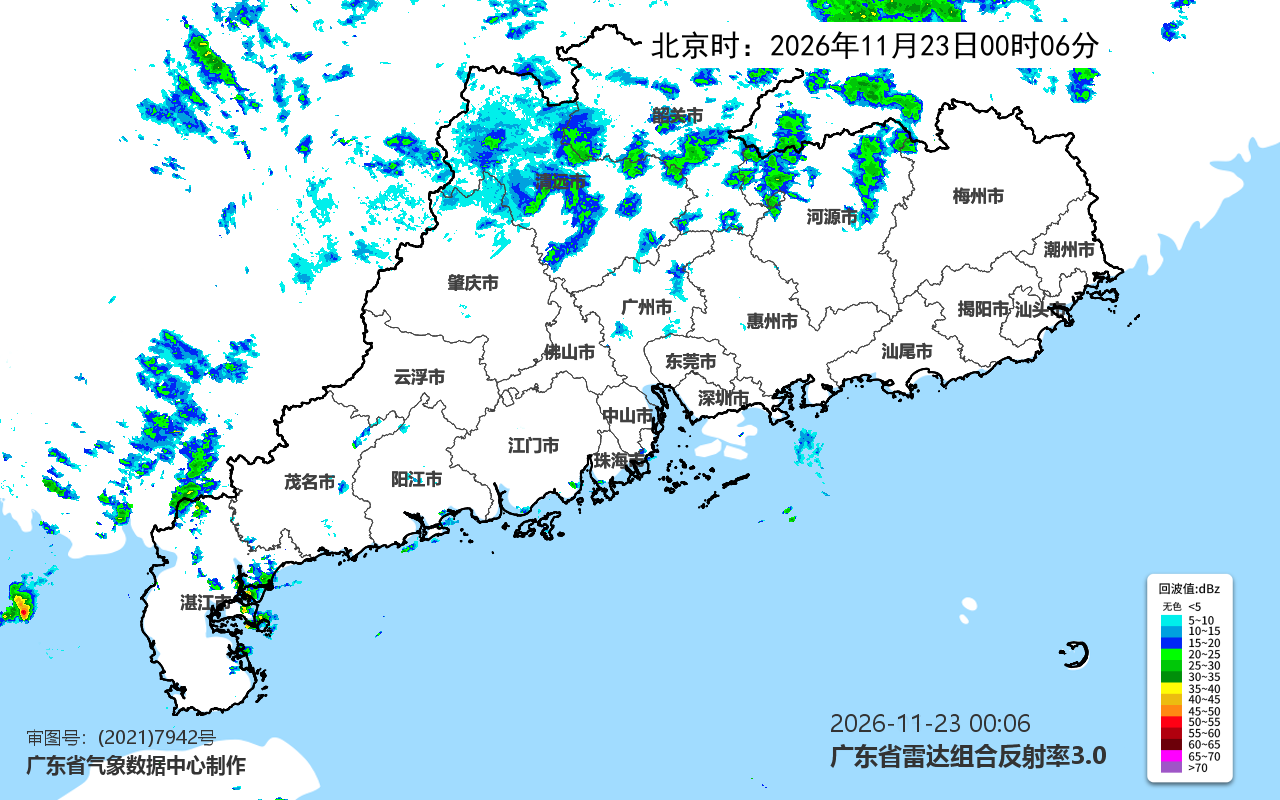 北京时：2026年11月23日00时06分
韶关市
清远市
梅州市
河源市
潮州市
肇庆市
广州市
揭阳市
汕头市
惠州市
佛山市
东莞市
汕尾市
云浮市
深圳市
中山市
江门市
珠海市
茂名市
阳江市
湛江市
回波值:dBz
无色 <5
5~10
10~15
15~20
20~25
25~30
30~35
35~40
40~45
45~50
50~55
55~60
60~65
65~70
>70
2026-11-23 00:06
广东省雷达组合反射率3.0
审图号：(2021)7942号
广东省气象数据中心制作